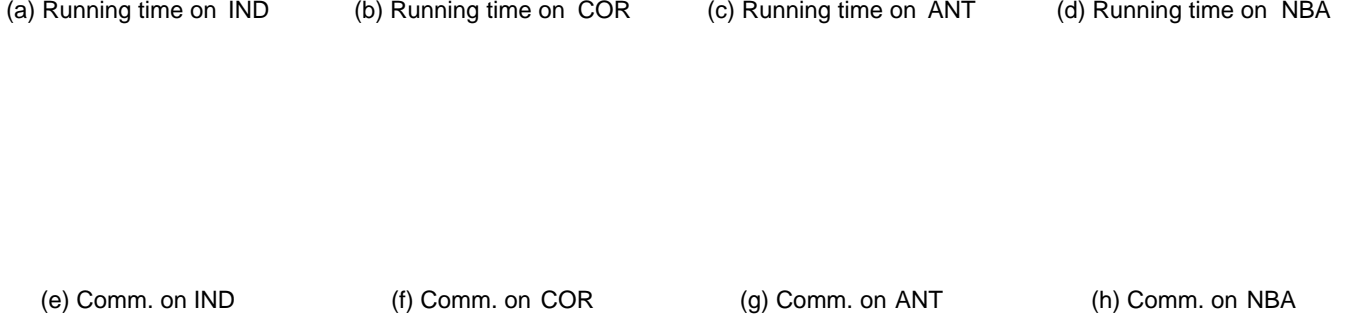 (a) Running time on IND (b) Running time on COR (c) Running time on ANT (d) Running time on NBA
(e) Comm. on IND (f) Comm. on COR (g) Comm. on ANT (h) Comm. on NBA